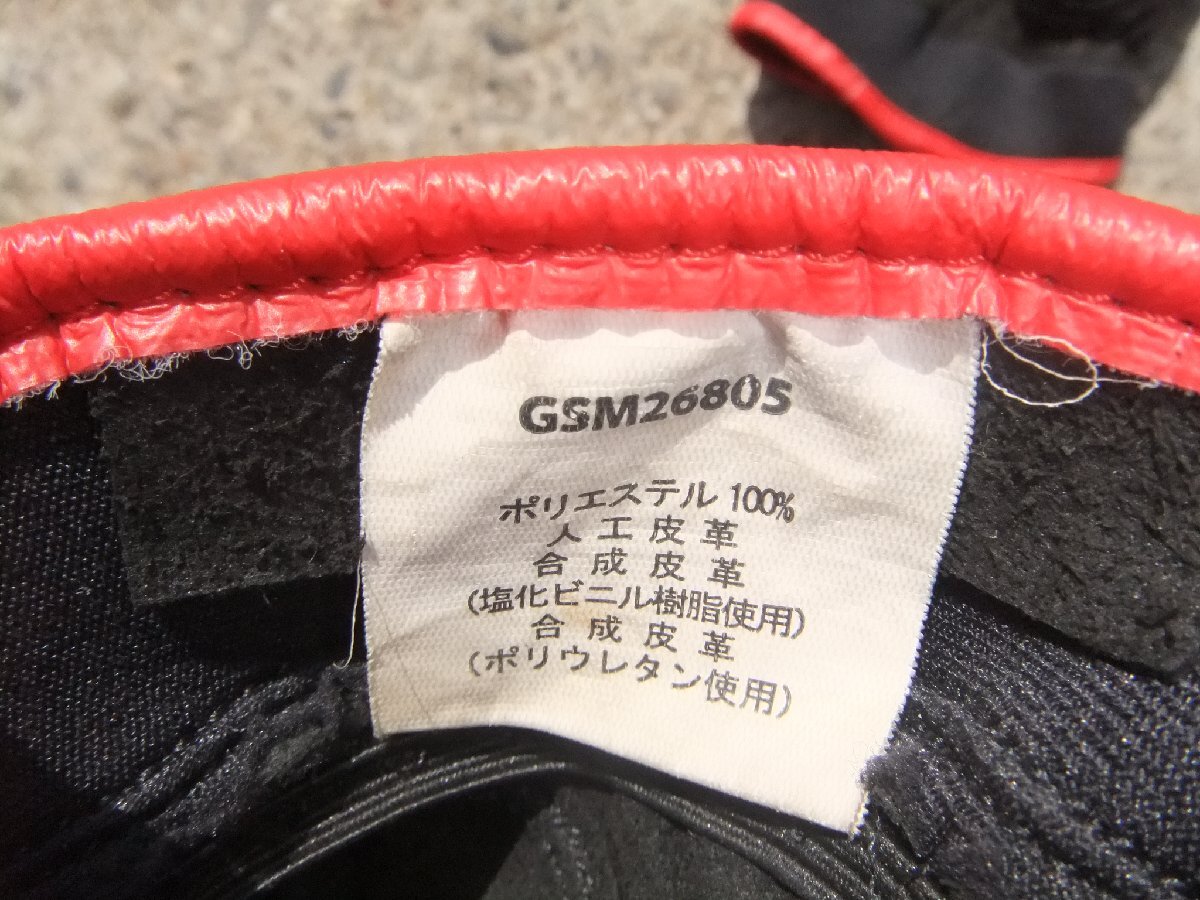 GSM26805
ポリエステル 100%
人工皮革
合成皮革
(塩化ビニル樹脂使用)
合成皮革
(ポリウレタン使用)